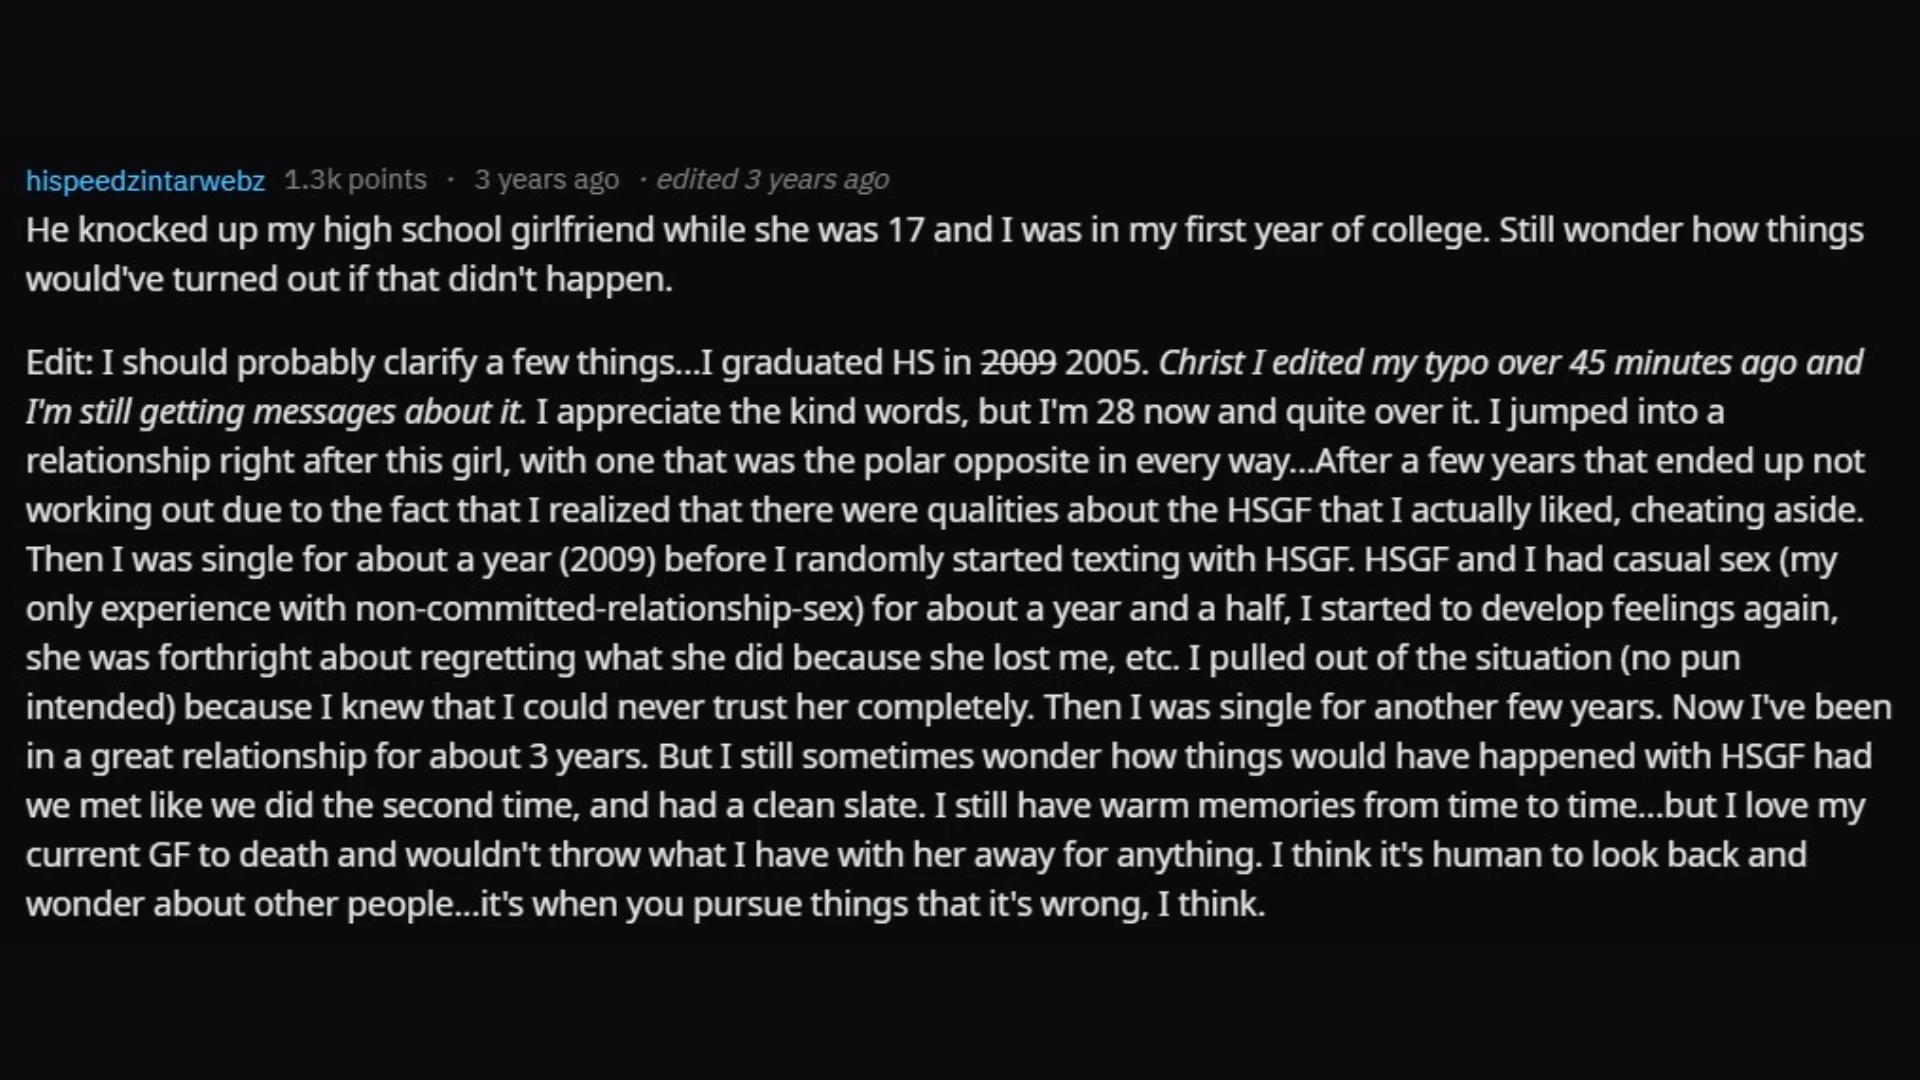 hispeedzintarwebz 1.3k points · 3 years ago · edited 3 years ago
He knocked up my high school girlfriend while she was 17 and I was in my first year of college. Still wonder how things
would've turned out if that didn't happen.
Edit: I should probably clarify a few things...I graduated HS in 2009 2005. Christ I edited my typo over 45 minutes ago and
I'm still getting messages about it. I appreciate the kind words, but I'm 28 now and quite over it. I jumped into a
relationship right after this girl, with one that was the polar opposite in every way...After a few years that ended up not
working out due to the fact that I realized that there were qualities about the HSGF that I actually liked, cheating aside.
Then I was single for about a year (2009) before I randomly started texting with HSGF. HSGF and I had casual sex (my
only experience with non-committed-relationship-sex) for about a year and a half, I started to develop feelings again,
she was forthright about regretting what she did because she lost me, etc. I pulled out of the situation (no pun
intended) because I knew that I could never trust her completely. Then I was single for another few years. Now I've been
in a great relationship for about 3 years. But I still sometimes wonder how things would have happened with HSGF had
we met like we did the second time, and had a clean slate. I still have warm memories from time to time...but I love my
current GF to death and wouldn't throw what I have with her away for anything. I think it's human to look back and
wonder about other people...it's when you pursue things that it's wrong, I think.